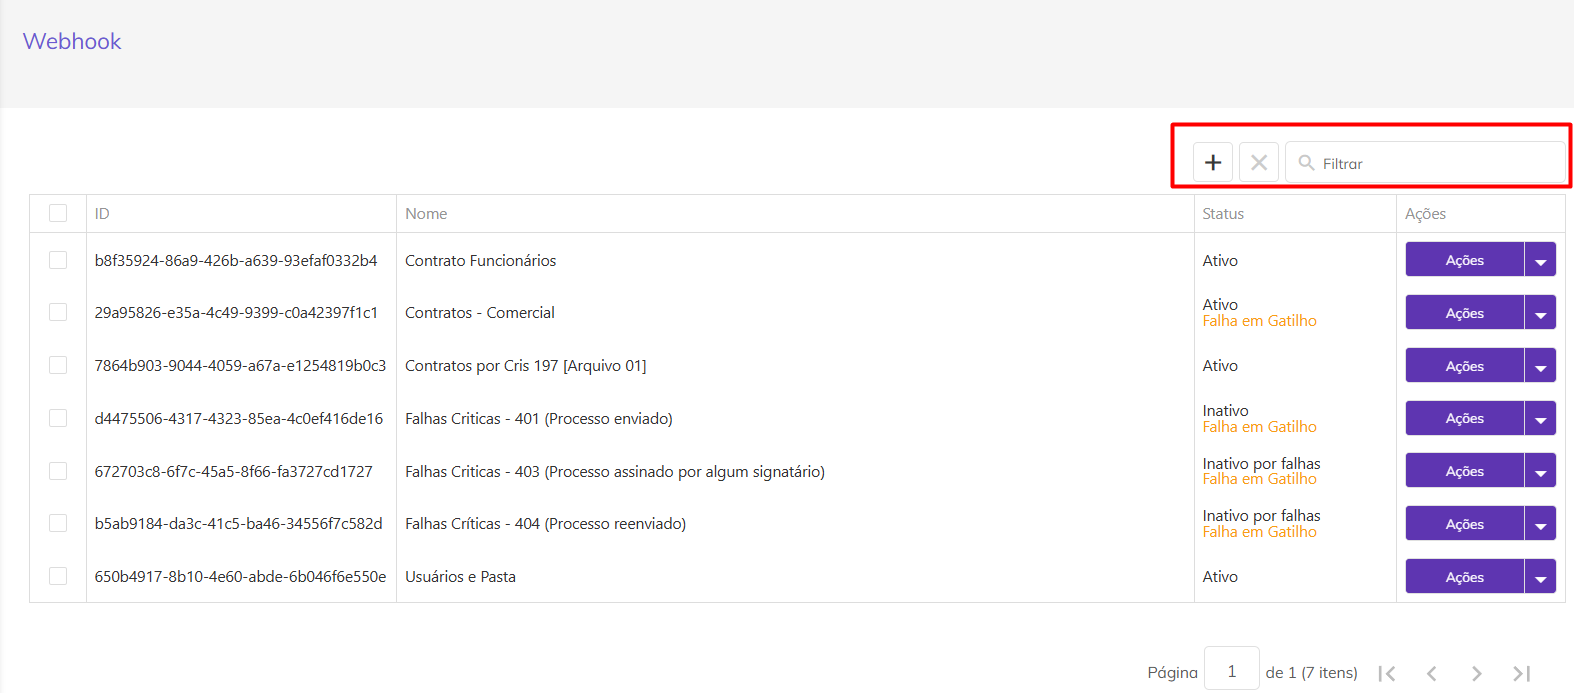 Webhook
Filtrar
ID Nome Status Ações
b8f35924-86a9-426b-a639-93efaf0332b4 Contrato Funcionários Ativo Ações
29a95826-e35a-4c49-9399-c0a42397f1c1 Contratos - Comercial Ativo Ações
Falha em Gatilho
7864b903-9044-4059-a67a-e1254819b0c3 Contratos por Cris 197 [Arquivo 01] Ativo Ações
d4475506-4317-4323-85ea-4c0ef416de16 Falhas Criticas - 401 (Processo enviado) Inativo Ações
Falha em Gatilho
672703c8-6f7c-45a5-8f66-fa3727cd1727 Falhas Criticas - 403 (Processo assinado por algum signatário) Inativo por falhas Ações
Falha em Gatilho
b5ab9184-da3c-41c5-ba46-34556f7c582d Falhas Críticas - 404 (Processo reenviado) Inativo por falhas Ações
Falha em Gatilho
650b4917-8b10-4e60-abde-6b046f6e550e Usuários e Pasta Ativo Ações
Página 1 de 1 (7 itens)